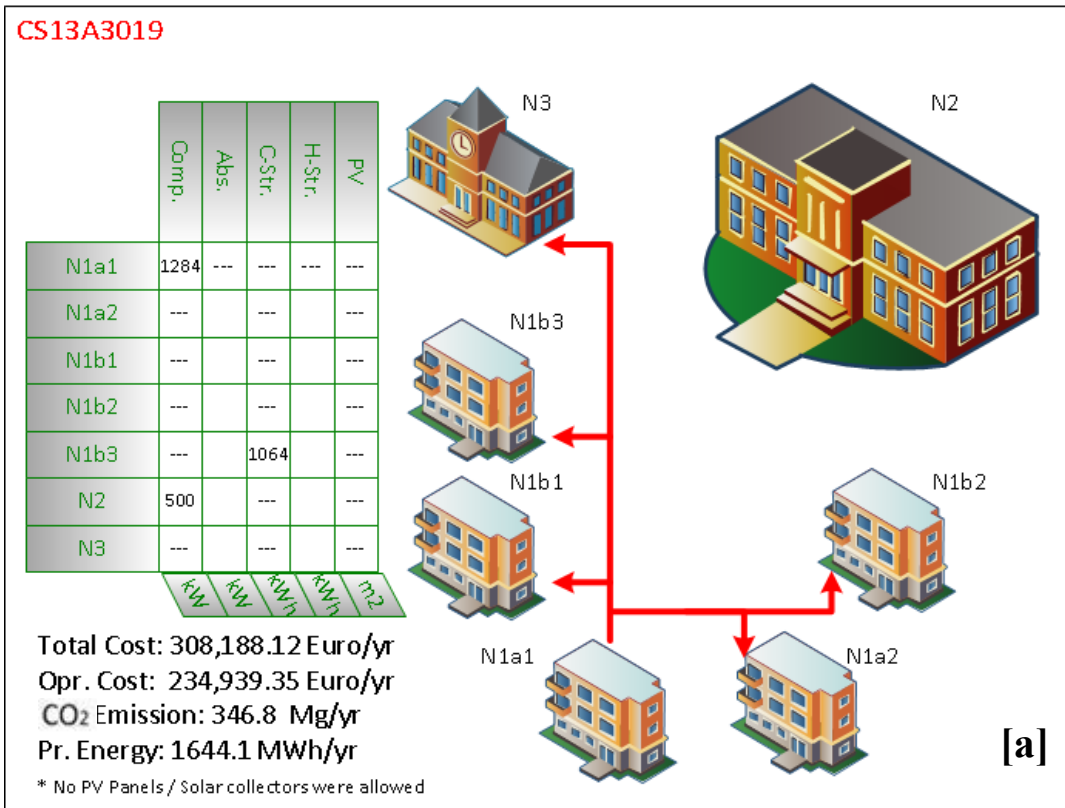 CS13A3019
N3
N2
Comp. Abs. C-Str. H-Str. PV
N1a1 1284 --- --- --- ---
N1a2 --- --- ---
N1b1 --- --- ---
N1b2 --- --- ---
N1b3 --- 1064 ---
N2 500 --- ---
N3 --- --- ---
kW kW kWh kWh m2
N1b3
N1b1
N1b2
N1a1
N1a2
Total Cost: 308,188.12 Euro/yr
Opr. Cost: 234,939.35 Euro/yr
CO₂ Emission: 346.8 Mg/yr
Pr. Energy: 1644.1 MWh/yr
* No PV Panels / Solar collectors were allowed
[a]